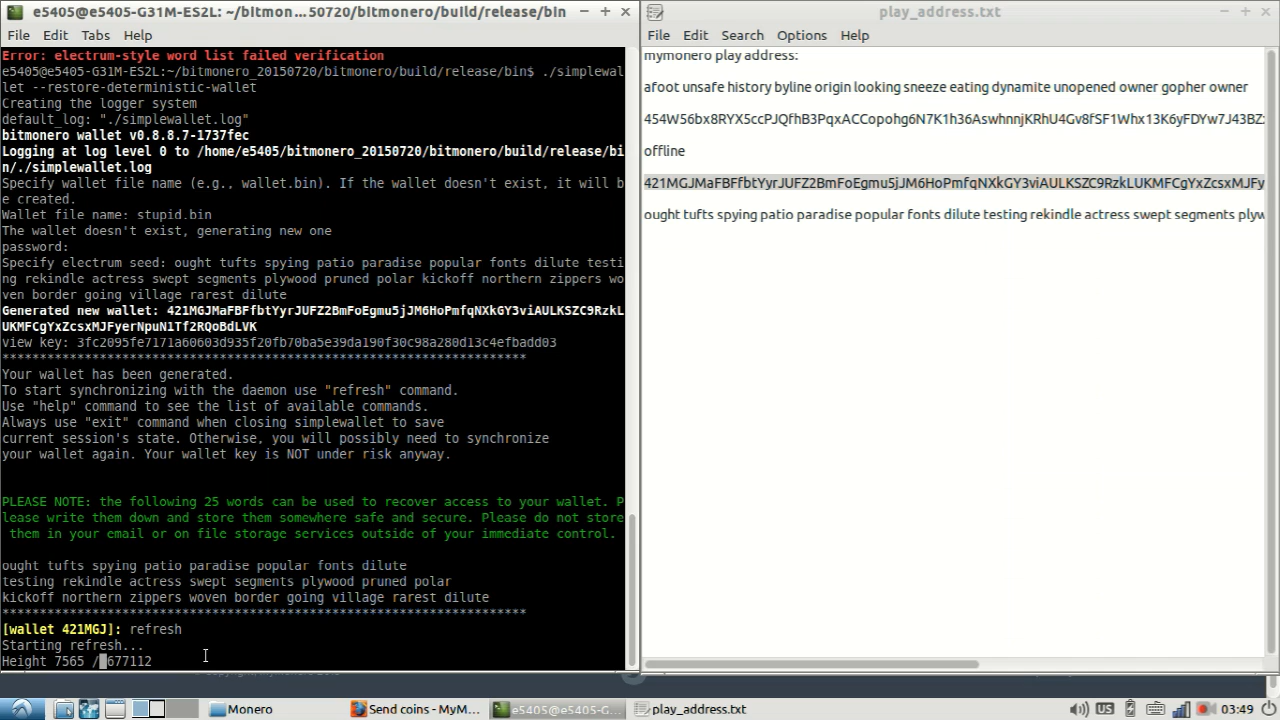 e5405@e5405-G31M-ES2L: ~/bitmon...50720/bitmonero/build/release/bin
File Edit Tabs Help
Error: electrum-style word list failed verification
e5405@e5405-G31M-ES2L:~/bitmonero_20150720/bitmonero/build/release/bin$ ./simplewal
let --restore-deterministic-wallet
Creating the logger system
default_log: "./simplewallet.log"
bitmonero wallet v0.8.8.7-1737fec
Logging at log level 0 to /home/e5405/bitmonero_20150720/bitmonero/build/release/bi
n/./simplewallet.log
Specify wallet file name (e.g., wallet.bin). If the wallet doesn't exist, it will b
e created.
Wallet file name: stupid.bin
The wallet doesn't exist, generating new one
password:
Specify electrum seed: ought tufts spying patio paradise popular fonts dilute testi
ng rekindle actress swept segments plywood pruned polar kickoff northern zippers wo
ven border going village rarest dilute
Generated new wallet: 421MGJMaFBFfbtYyrJUFZ2BmFoEgmu5jJM6HoPmfqNXkGY3viAULKSZC9RzkL
UKMFCgYxZcsxMJFyerNpuN1Tf2RQoBdLVK
view key: 3fc2095fe7171a60603d935f20fb70ba5e39da190f30c98a280d13c4efbadd03
**********************************************************************
Your wallet has been generated.
To start synchronizing with the daemon use "refresh" command.
Use "help" command to see the list of available commands.
Always use "exit" command when closing simplewallet to save
current session's state. Otherwise, you will possibly need to synchronize
your wallet again. Your wallet key is NOT under risk anyway.
PLEASE NOTE: the following 25 words can be used to recover access to your wallet. P
lease write them down and store them somewhere safe and secure. Please do not store
them in your email or on file storage services outside of your immediate control.
ought tufts spying patio paradise popular fonts dilute
testing rekindle actress swept segments plywood pruned polar
kickoff northern zippers woven border going village rarest dilute
**********************************************************************
[wallet 421MGJ]: refresh
Starting refresh...
Height 7565 / 677112
play_address.txt
File Edit Search Options Help
mymonero play address:
afoot unsafe history byline origin looking sneeze eating dynamite unopened owner gopher owner
454W56bx8RYX5ccPJQfhB3PqxACCopohg6N7K1h36AswhnnjKRhU4Gv8fSF1Whx13K6yFDYw7J43BZ
offline
421MGJMaFBFfbtYyrJUFZ2BmFoEgmu5jJM6HoPmfqNXkGY3viAULKSZC9RzkLUKMFCgYxZcsxMJFy
ought tufts spying patio paradise popular fonts dilute testing rekindle actress swept segments plyw
Monero
Send coins - MyM...
e5405@e5405-G...
play_address.txt
US
03:49